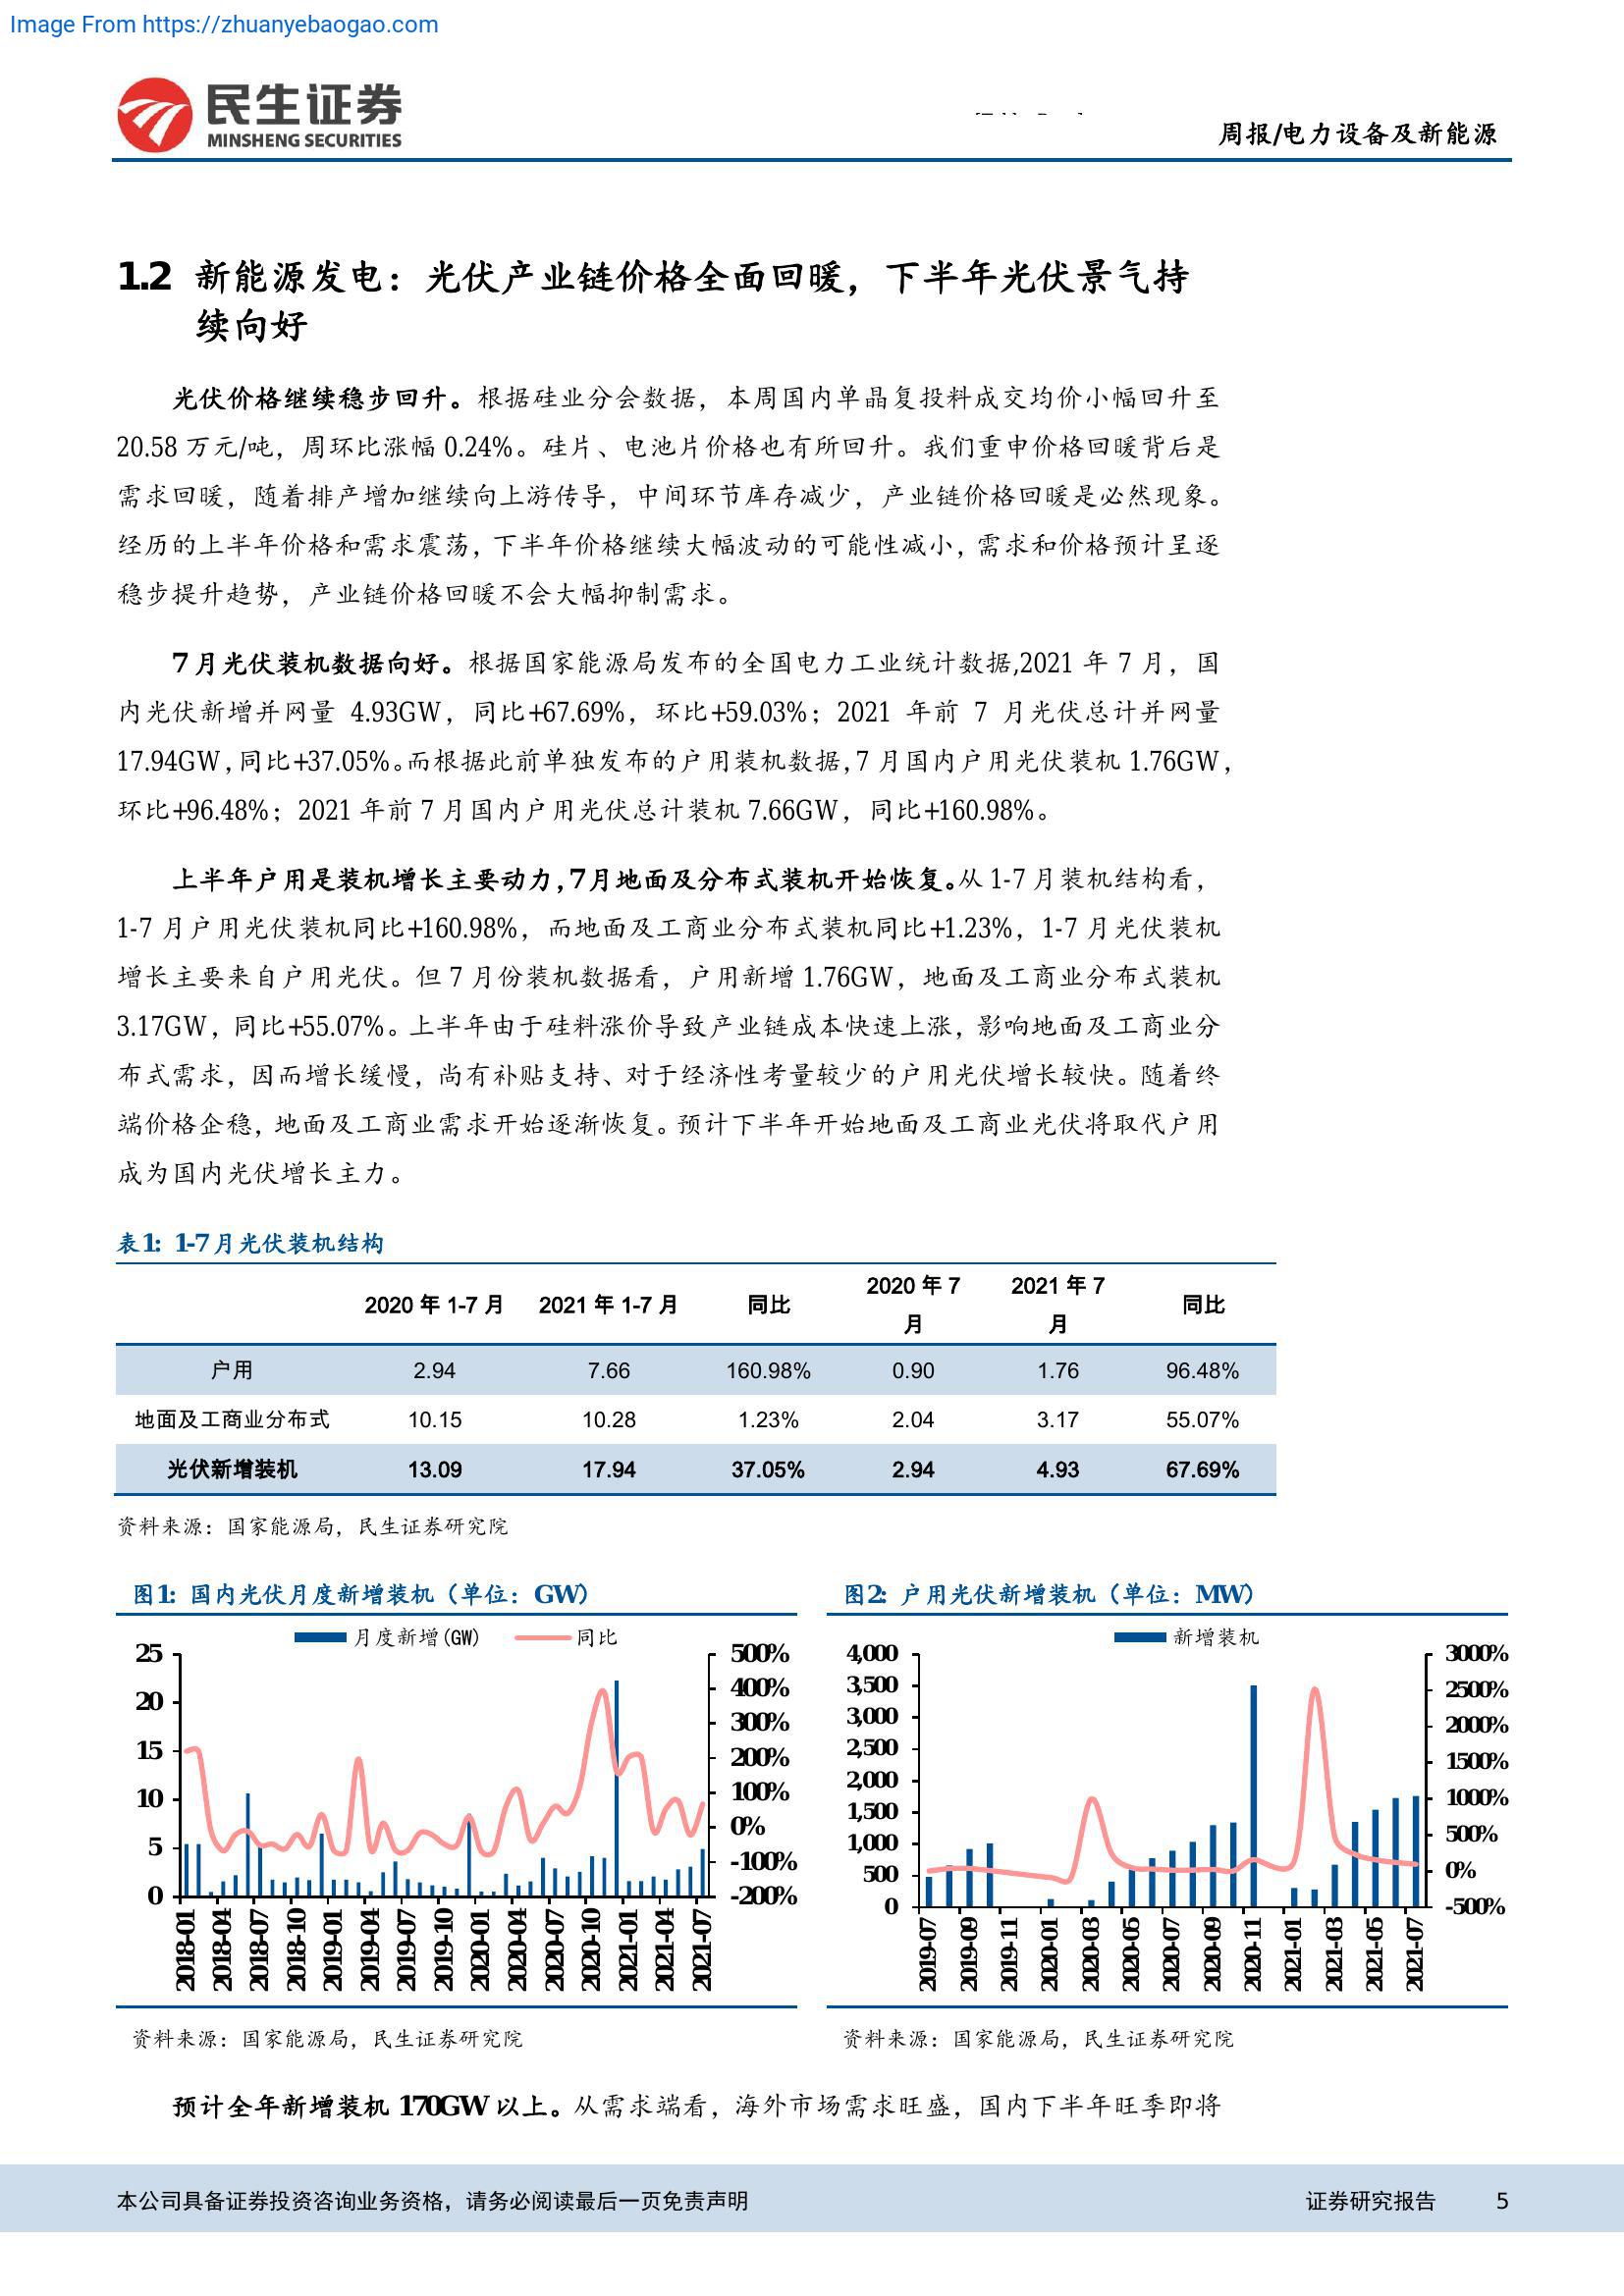 Image From https://zhuanyebaogao.com
民生证券
MINSHENG SECURITIES
周报/电力设备及新能源
1.2 新能源发电：光伏产业链价格全面回暖，下半年光伏景气持
续向好
光伏价格继续稳步回升。根据硅业分会数据，本周国内单晶复投料成交均价小幅回升至
20.58 万元/吨，周环比涨幅 0.24%。硅片、电池片价格也有所回升。我们重申价格回暖背后是
需求回暖，随着排产增加继续向上游传导，中间环节库存减少，产业链价格回暖是必然现象。
经历的上半年价格和需求震荡，下半年价格继续大幅波动的可能性减小，需求和价格预计呈逐
稳步提升趋势，产业链价格回暖不会大幅抑制需求。
7 月光伏装机数据向好。根据国家能源局发布的全国电力工业统计数据,2021 年 7 月，国
内光伏新增并网量 4.93GW，同比+67.69%，环比+59.03%；2021 年前 7 月光伏总计并网量
17.94GW，同比+37.05%。而根据此前单独发布的户用装机数据，7 月国内户用光伏装机 1.76GW，
环比+96.48%；2021 年前 7 月国内户用光伏总计装机 7.66GW，同比+160.98%。
上半年户用是装机增长主要动力，7 月地面及分布式装机开始恢复。从 1-7 月装机结构看，
1-7 月户用光伏装机同比+160.98%，而地面及工商业分布式装机同比+1.23%，1-7 月光伏装机
增长主要来自户用光伏。但 7 月份装机数据看，户用新增 1.76GW，地面及工商业分布式装机
3.17GW，同比+55.07%。上半年由于硅料涨价导致产业链成本快速上涨，影响地面及工商业分
布式需求，因而增长缓慢，尚有补贴支持、对于经济性考量较少的户用光伏增长较快。随着终
端价格企稳，地面及工商业需求开始逐渐恢复。预计下半年开始地面及工商业光伏将取代户用
成为国内光伏增长主力。
表1：1-7 月光伏装机结构
2020 年 1-7 月 2021 年 1-7 月 同比 2020 年 7 月 2021 年 7 月 同比
户用 2.94 7.66 160.98% 0.90 1.76 96.48%
地面及工商业分布式 10.15 10.28 1.23% 2.04 3.17 55.07%
光伏新增装机 13.09 17.94 37.05% 2.94 4.93 67.69%
资料来源：国家能源局，民生证券研究院
图1：国内光伏月度新增装机（单位：GW）
月度新增(GW) 同比
25
20
15
10
5
0
500%
400%
300%
200%
100%
0%
-100%
-200%
2018-01
2018-04
2018-07
2018-10
2019-01
2019-04
2019-07
2019-10
2020-01
2020-04
2020-07
2020-10
2021-01
2021-04
2021-07
资料来源：国家能源局，民生证券研究院
图2：户用光伏新增装机（单位：MW）
新增装机
4,000
3,500
3,000
2,500
2,000
1,500
1,000
500
0
3000%
2500%
2000%
1500%
1000%
500%
0%
-500%
2019-07
2019-09
2019-11
2020-01
2020-03
2020-05
2020-07
2020-09
2020-11
2021-01
2021-03
2021-05
2021-07
资料来源：国家能源局，民生证券研究院
预计全年新增装机 170GW 以上。从需求端看，海外市场需求旺盛，国内下半年旺季即将
本公司具备证券投资咨询业务资格，请务必阅读最后一页免责声明
证券研究报告 5